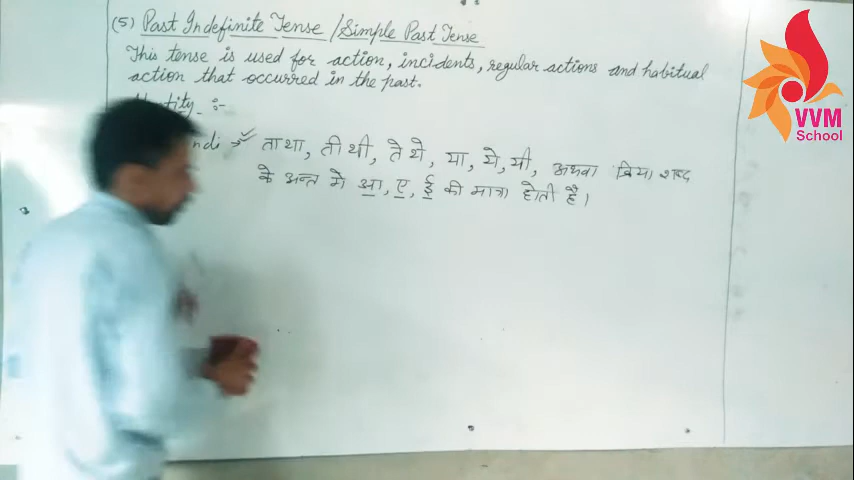 (5) Past Indefinite Tense / Simple Past Tense
This tense is used for action, incidents, regular actions and habitual
action that occurred in the past.
:-
ता था, ती थी, ते थे, या, ये, यी, अथवा क्रिया शब्द
के अन्त में आ, ए, ई की मात्रा होती है।
VVM
School